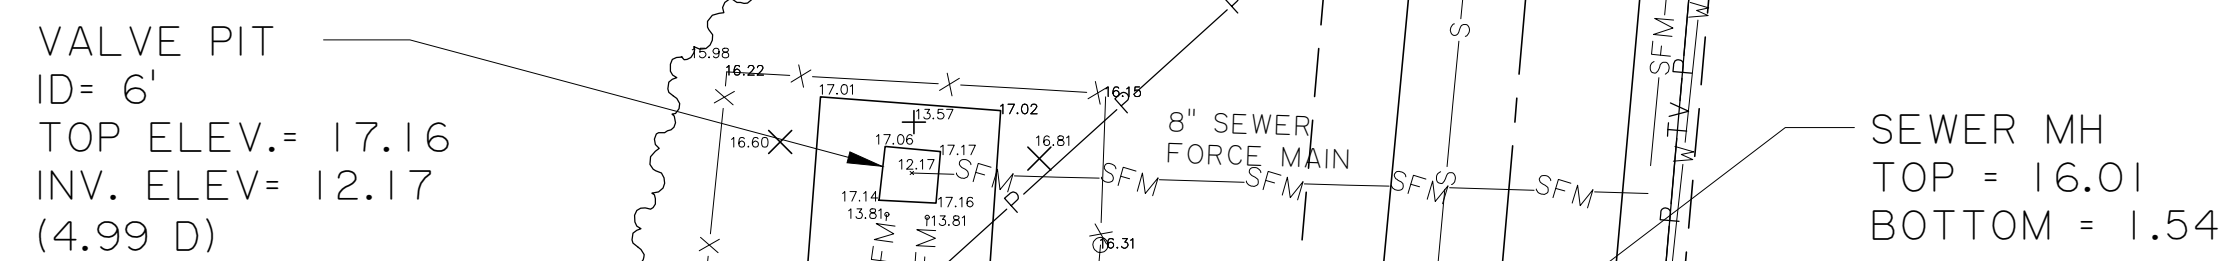 VALVE PIT
ID= 6'
TOP ELEV.= 17.16
INV. ELEV= 12.17
(4.99 D)
15.98
16.22
X
X
X
16.15
P
X
17.01
17.02
13.57
16.60
17.06
17.17
16.81
12.17
SFM
SFM
SFM
SFM
SFM
8" SEWER
FORCE MAIN
17.14
17.16
13.81
13.81
P
X
X
16.31
S
S
SFM
W
P
IV
W
P
SEWER MH
TOP = 16.01
BOTTOM = 1.54